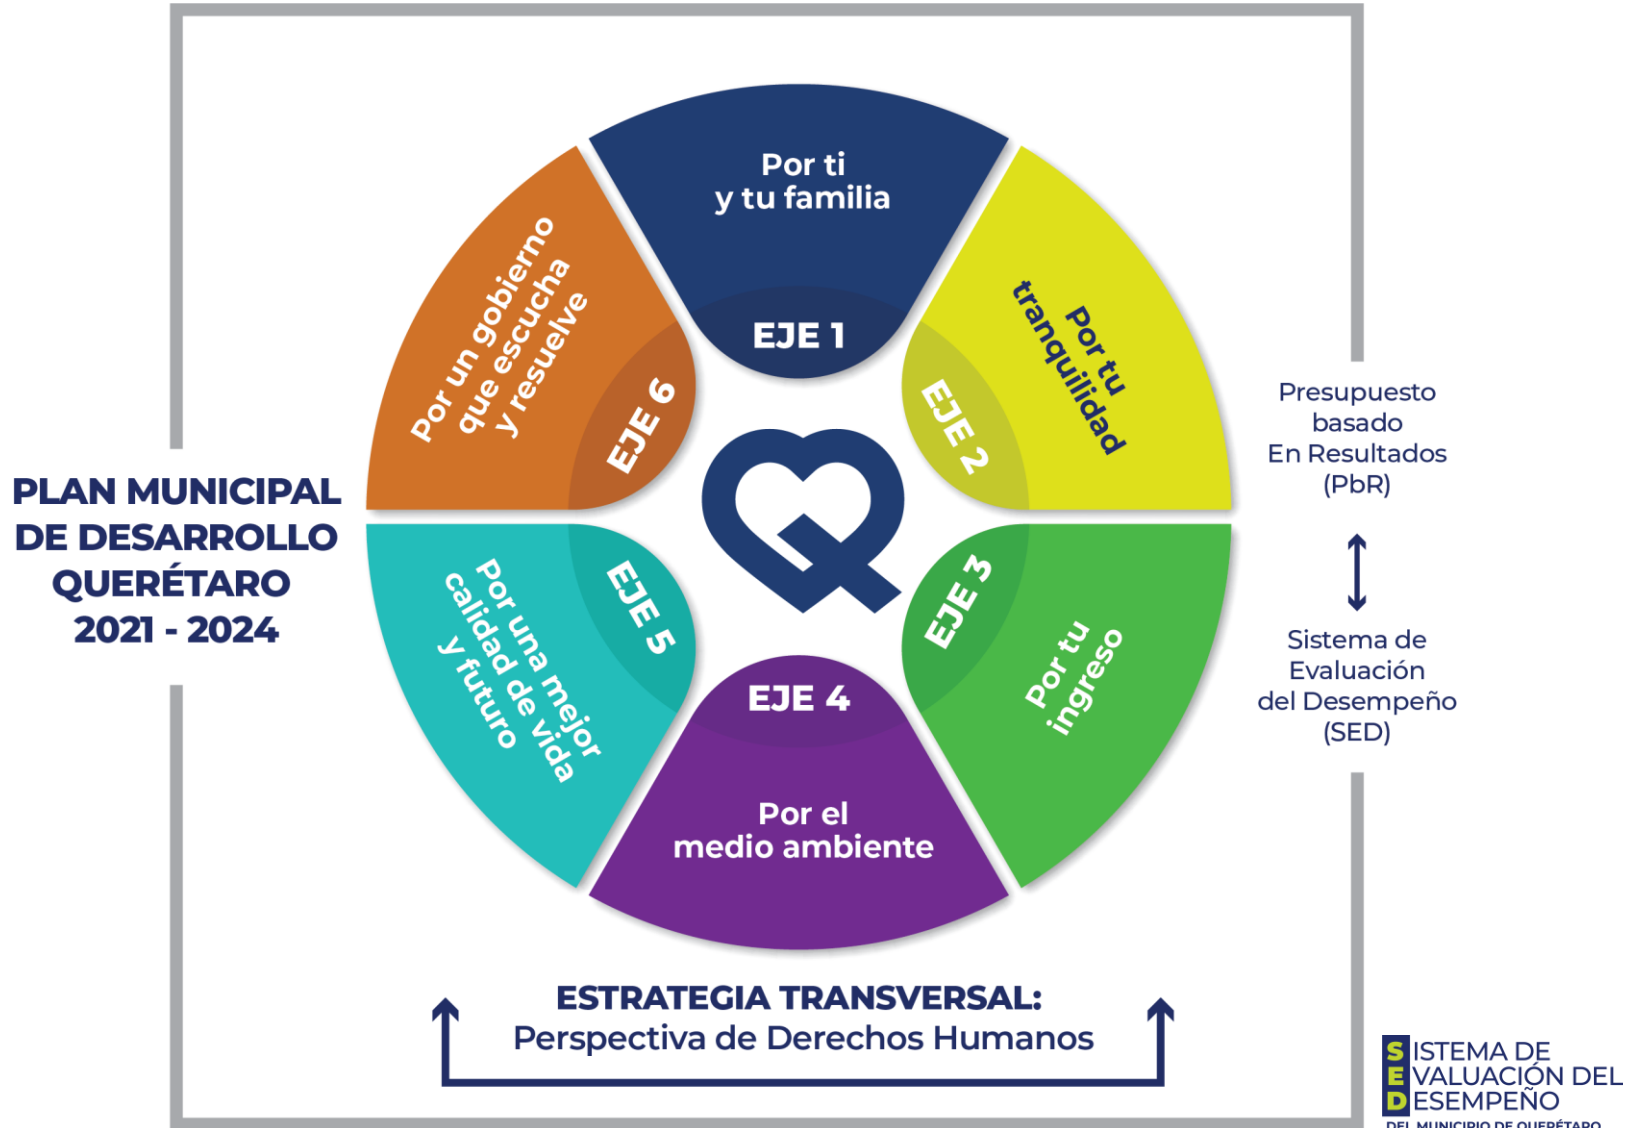 PLAN MUNICIPAL
DE DESARROLLO
QUERÉTARO
2021 - 2024
Por ti
y tu familia
EJE 1
Por tu
tranquilidad
EJE 2
Por tu
ingreso
EJE 3
Por el
medio ambiente
EJE 4
Por una mejor
calidad de vida
y futuro
EJE 5
Por un gobierno
que escucha
y resuelve
EJE 6
Presupuesto
basado
En Resultados
(PbR)
Sistema de
Evaluación
del Desempeño
(SED)
ESTRATEGIA TRANSVERSAL:
Perspectiva de Derechos Humanos
SISTEMA DE
EVALUACIÓN DEL
DESEMPEÑO
DEL MUNICIPIO DE QUERÉTARO